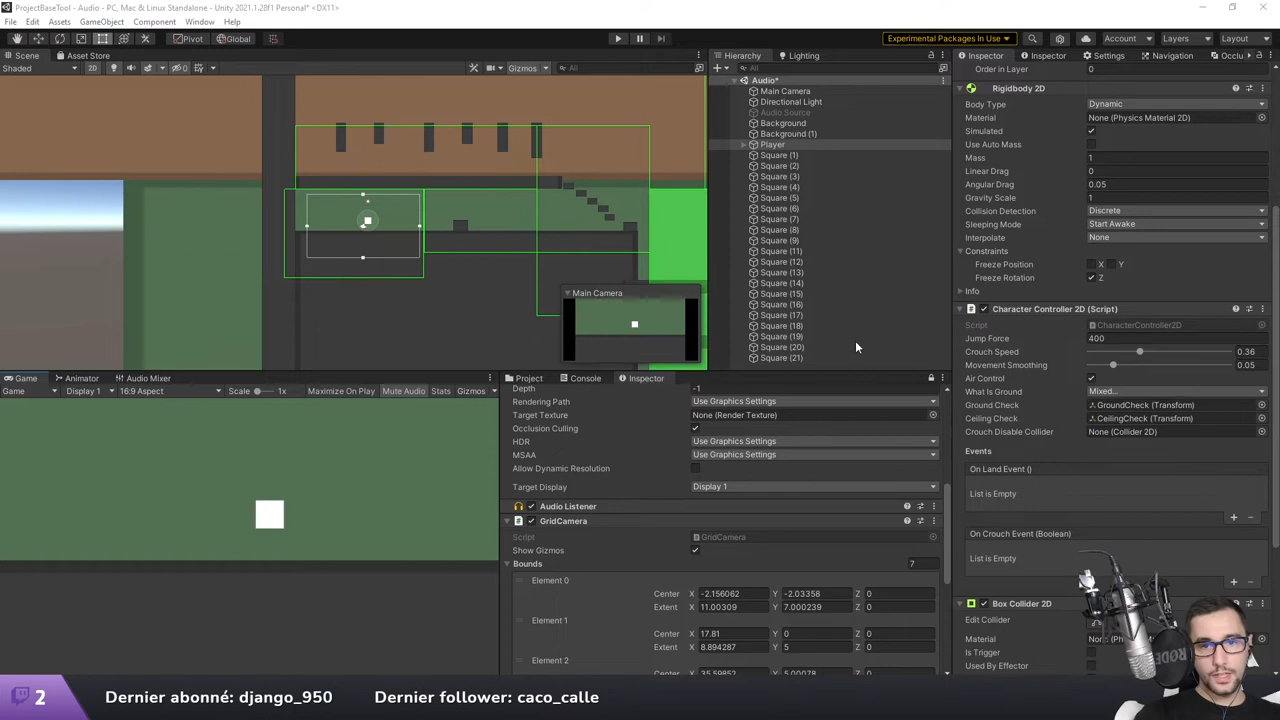 ProjectBaseTool - Audio - PC, Mac & Linux Standalone - Unity 2021.1.28f1 Personal* <DX11>
File Edit Assets GameObject Component Window Help
Pivot Global Experimental Packages In Use Account Layers Layout
Scene Asset Store
Shaded 2D 0 Gizmos All
Main Camera
Hierarchy Lighting
All
Audio*
Main Camera
Directional Light
Audio Source
Background
Background (1)
Player
Square (1)
Square (2)
Square (3)
Square (4)
Square (5)
Square (6)
Square (7)
Square (8)
Square (9)
Square (11)
Square (12)
Square (13)
Square (14)
Square (15)
Square (16)
Square (17)
Square (18)
Square (19)
Square (20)
Square (21)
Inspector Inspector Settings Navigation Occlu
Order in Layer 0
Rigidbody 2D
Body Type Dynamic
Material None (Physics Material 2D)
Simulated
Use Auto Mass
Mass 1
Linear Drag 0
Angular Drag 0.05
Gravity Scale 1
Collision Detection Discrete
Sleeping Mode Start Awake
Interpolate None
Constraints
Freeze Position X Y
Freeze Rotation Z
Info
Character Controller 2D (Script)
Script CharacterController2D
Jump Force 400
Crouch Speed 0.36
Movement Smoothing 0.05
Air Control
What Is Ground Mixed...
Ground Check GroundCheck (Transform)
Ceiling Check CeilingCheck (Transform)
Crouch Disable Collider None (Collider 2D)
Events
On Land Event ()
List is Empty
On Crouch Event (Boolean)
List is Empty
Box Collider 2D
Edit Collider
Material
Is Trigger
Used By Effector
Game Animator Audio Mixer
Game Display 1 16:9 Aspect Scale 1x Maximize On Play Mute Audio Stats Gizmos
Project Console Inspector
Depth -1
Rendering Path Use Graphics Settings
Target Texture None (Render Texture)
Occlusion Culling
HDR Use Graphics Settings
MSAA Use Graphics Settings
Allow Dynamic Resolution
Target Display Display 1
Audio Listener
GridCamera
Script GridCamera
Show Gizmos
Bounds 7
Element 0
Center X -2.156062 Y -2.03358 Z 0
Extent X 11.00309 Y 7.000239 Z 0
Element 1
Center X 17.81 Y 0 Z 0
Extent X 8.894287 Y 5 Z 0
Element 2
Center X 35.59852 Y 5.00078 Z 0
RØDE
2 Dernier abonné: django_950 Dernier follower: caco_calle